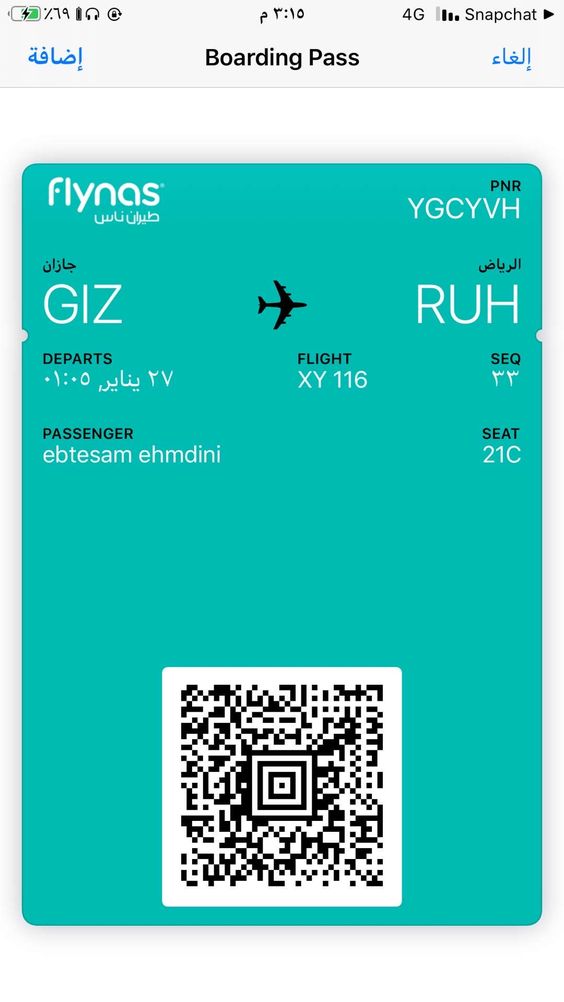 ٪٦٩ ٣:١٥ م 4G Snapchat
إضافة Boarding Pass إلغاء
flynas
طيران ناس
PNR
YGCYVH
جازان الرياض
GIZ RUH
DEPARTS FLIGHT SEQ
٢٧ يناير, ٠١:٠٥ XY 116 ٣٣
PASSENGER SEAT
ebtesam ehmdini 21C